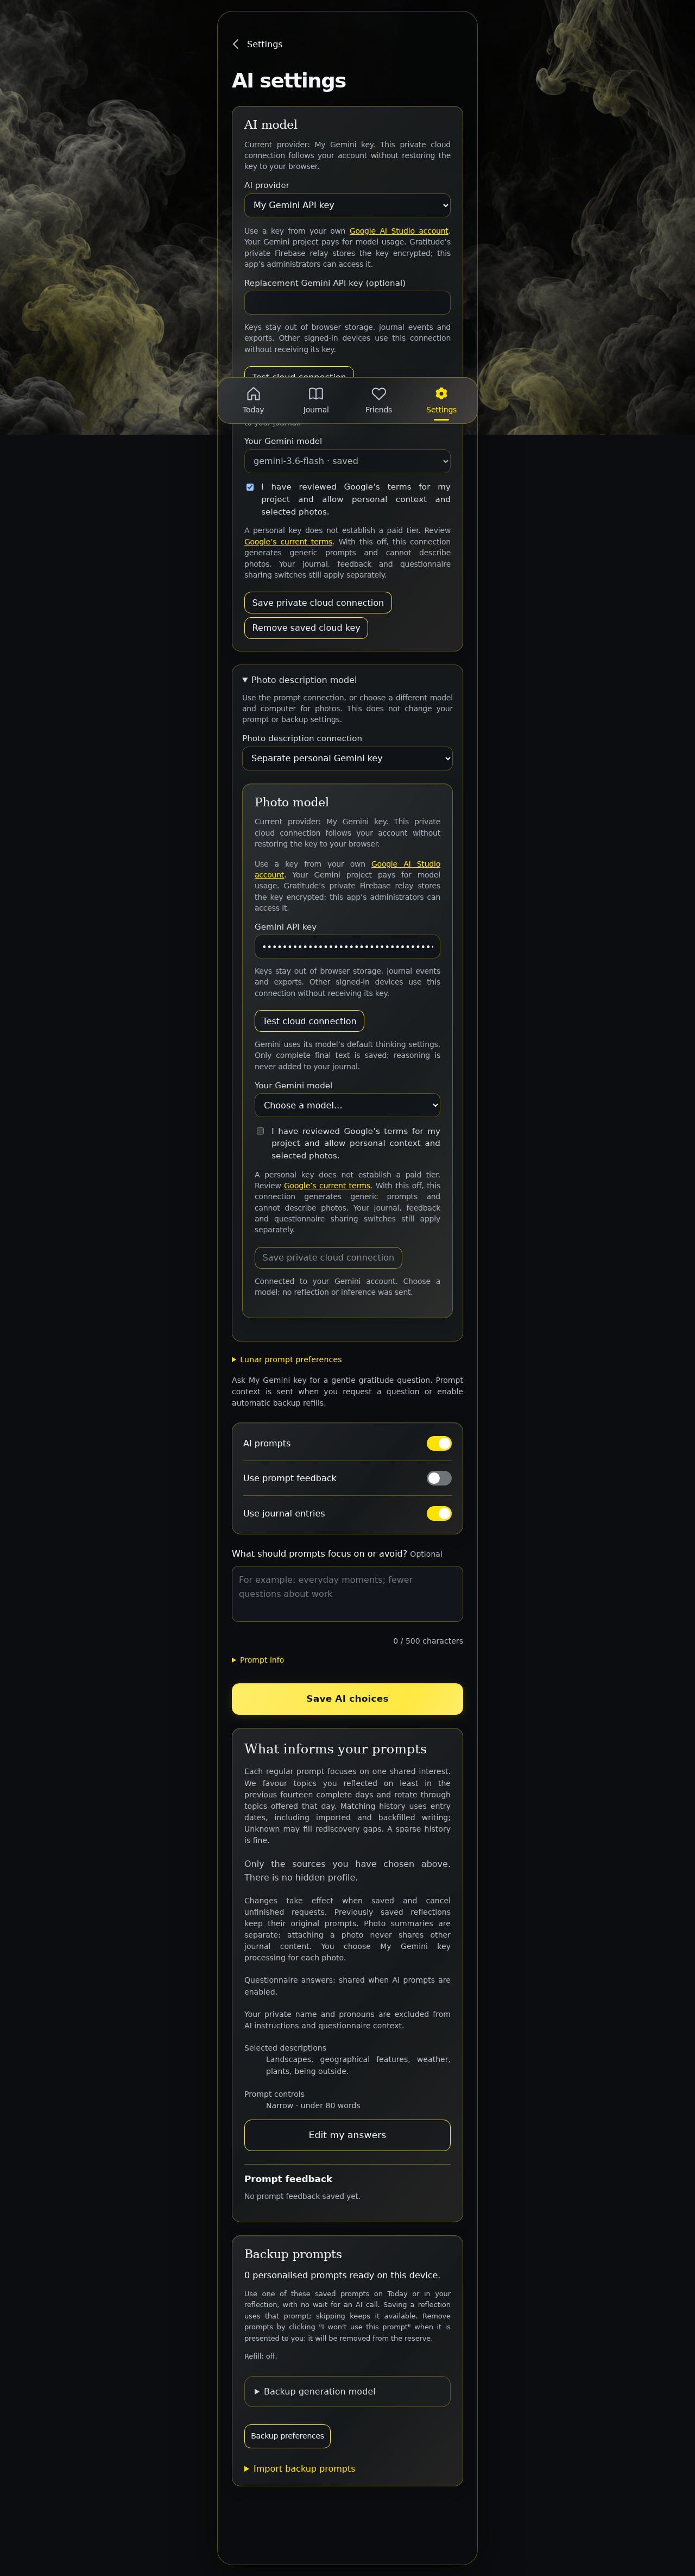 Settings
AI settings
AI model
Current provider: My Gemini key. This private cloud
connection follows your account without restoring the
key to your browser.
AI provider
My Gemini API key
Use a key from your own Google AI Studio account.
Your Gemini project pays for model usage. Gratitude's
private Firebase relay stores the key encrypted; this
app's administrators can access it.
Replacement Gemini API key (optional)
Keys stay out of browser storage, journal events and
exports. Other signed-in devices use this connection
without receiving its key.
Test cloud connection
Today
Journal
Friends
Settings
to your journal.
Your Gemini model
gemini-3.6-flash · saved
I have reviewed Google's terms for my
project and allow personal context and
selected photos.
A personal key does not establish a paid tier. Review
Google's current terms. With this off, this connection
generates generic prompts and cannot describe
photos. Your journal, feedback and questionnaire
sharing switches still apply separately.
Save private cloud connection
Remove saved cloud key
▼ Photo description model
Use the prompt connection, or choose a different model
and computer for photos. This does not change your
prompt or backup settings.
Photo description connection
Separate personal Gemini key
Photo model
Current provider: My Gemini key. This private
cloud connection follows your account without
restoring the key to your browser.
Use a key from your own Google AI Studio
account. Your Gemini project pays for model
usage. Gratitude's private Firebase relay stores
the key encrypted; this app's administrators can
access it.
Gemini API key
Keys stay out of browser storage, journal events
and exports. Other signed-in devices use this
connection without receiving its key.
Test cloud connection
Gemini uses its model's default thinking settings.
Only complete final text is saved; reasoning is
never added to your journal.
Your Gemini model
Choose a model...
I have reviewed Google's terms for my
project and allow personal context and
selected photos.
A personal key does not establish a paid tier.
Review Google's current terms. With this off, this
connection generates generic prompts and
cannot describe photos. Your journal, feedback
and questionnaire sharing switches still apply
separately.
Save private cloud connection
Connected to your Gemini account. Choose a
model; no reflection or inference was sent.
▶ Lunar prompt preferences
Ask My Gemini key for a gentle gratitude question. Prompt
context is sent when you request a question or enable
automatic backup refills.
AI prompts
Use prompt feedback
Use journal entries
What should prompts focus on or avoid? Optional
For example: everyday moments; fewer
questions about work
0 / 500 characters
▶ Prompt info
Save AI choices
What informs your prompts
Each regular prompt focuses on one shared interest.
We favour topics you reflected on least in the
previous fourteen complete days and rotate through
topics offered that day. Matching history uses entry
dates, including imported and backfilled writing;
Unknown may fill rediscovery gaps. A sparse history
is fine.
Only the sources you have chosen above.
There is no hidden profile.
Changes take effect when saved and cancel
unfinished requests. Previously saved reflections
keep their original prompts. Photo summaries are
separate: attaching a photo never shares other
journal content. You choose My Gemini key
processing for each photo.
Questionnaire answers: shared when AI prompts are
enabled.
Your private name and pronouns are excluded from
AI instructions and questionnaire context.
Selected descriptions
Landscapes, geographical features, weather,
plants, being outside.
Prompt controls
Narrow · under 80 words
Edit my answers
Prompt feedback
No prompt feedback saved yet.
Backup prompts
0 personalised prompts ready on this device.
Use one of these saved prompts on Today or in your
reflection, with no wait for an AI call. Saving a reflection
uses that prompt; skipping keeps it available. Remove
prompts by clicking "I won't use this prompt" when it is
presented to you; it will be removed from the reserve.
Refill: off.
▶ Backup generation model
Backup preferences
▶ Import backup prompts